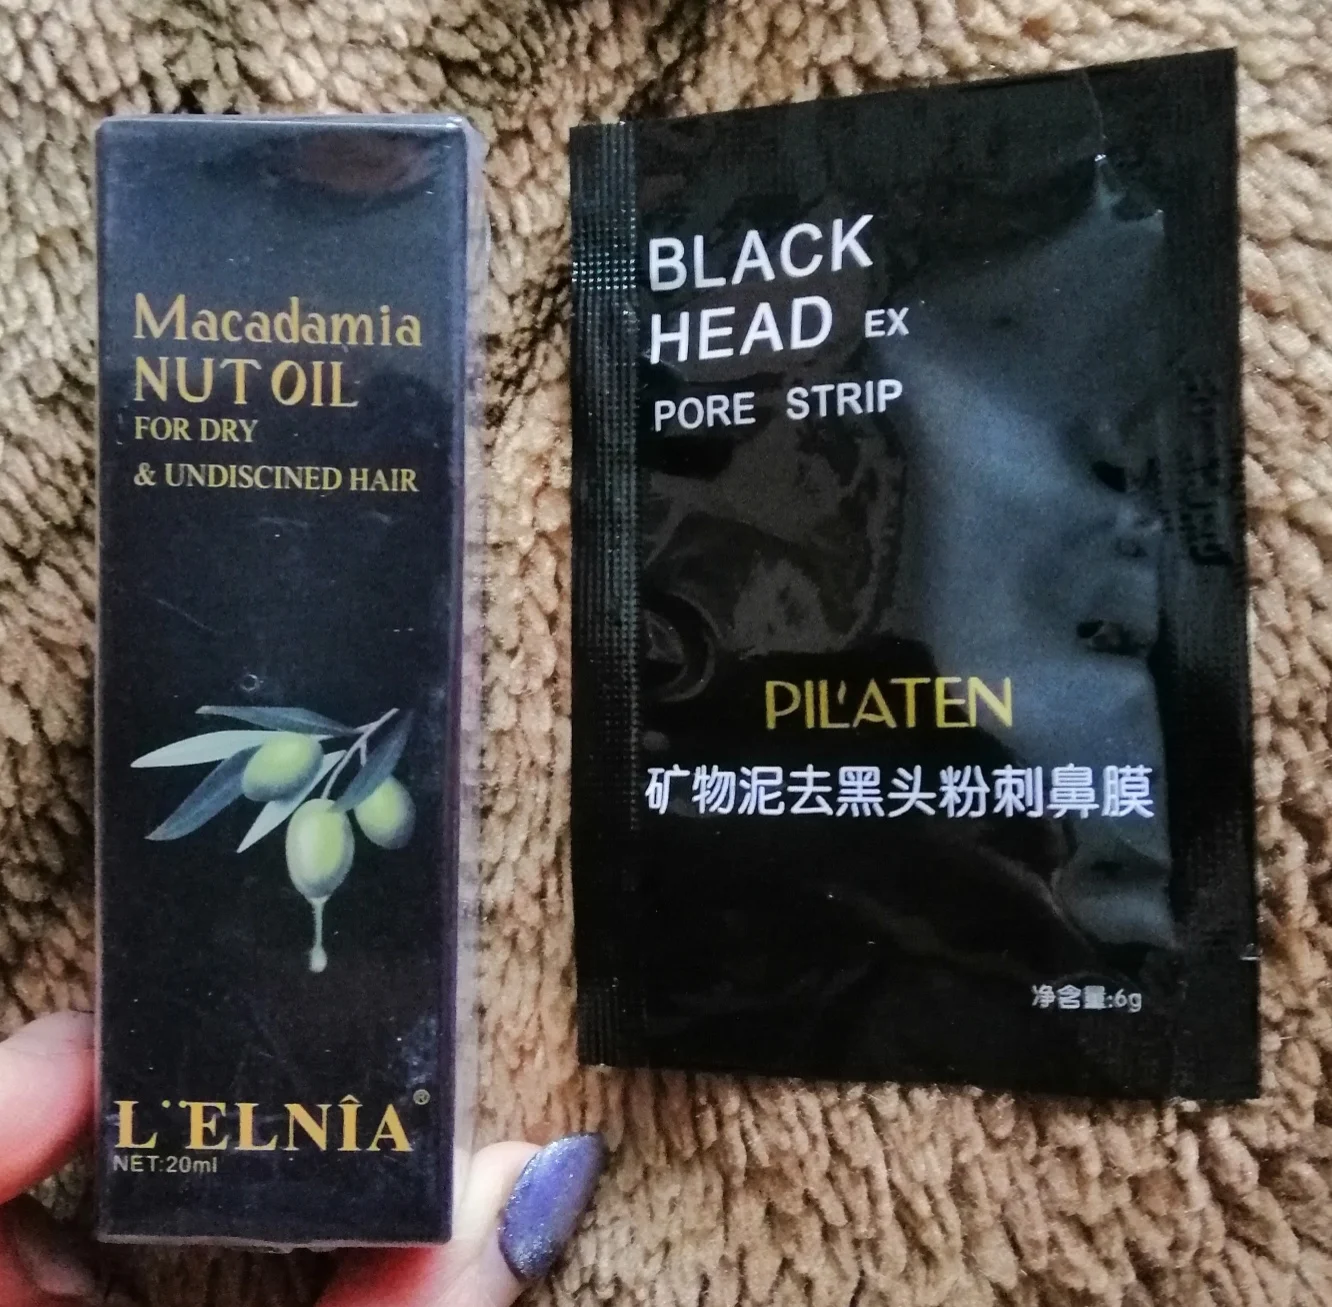 Macadamia
NUT OIL
FOR DRY
& UNDISCINED HAIR
L¨ELNÎA®
NET:20ml
BLACK
HEAD EX
PORE STRIP
PIL'ATEN
矿物泥去黑头粉刺鼻膜
净含量:6g